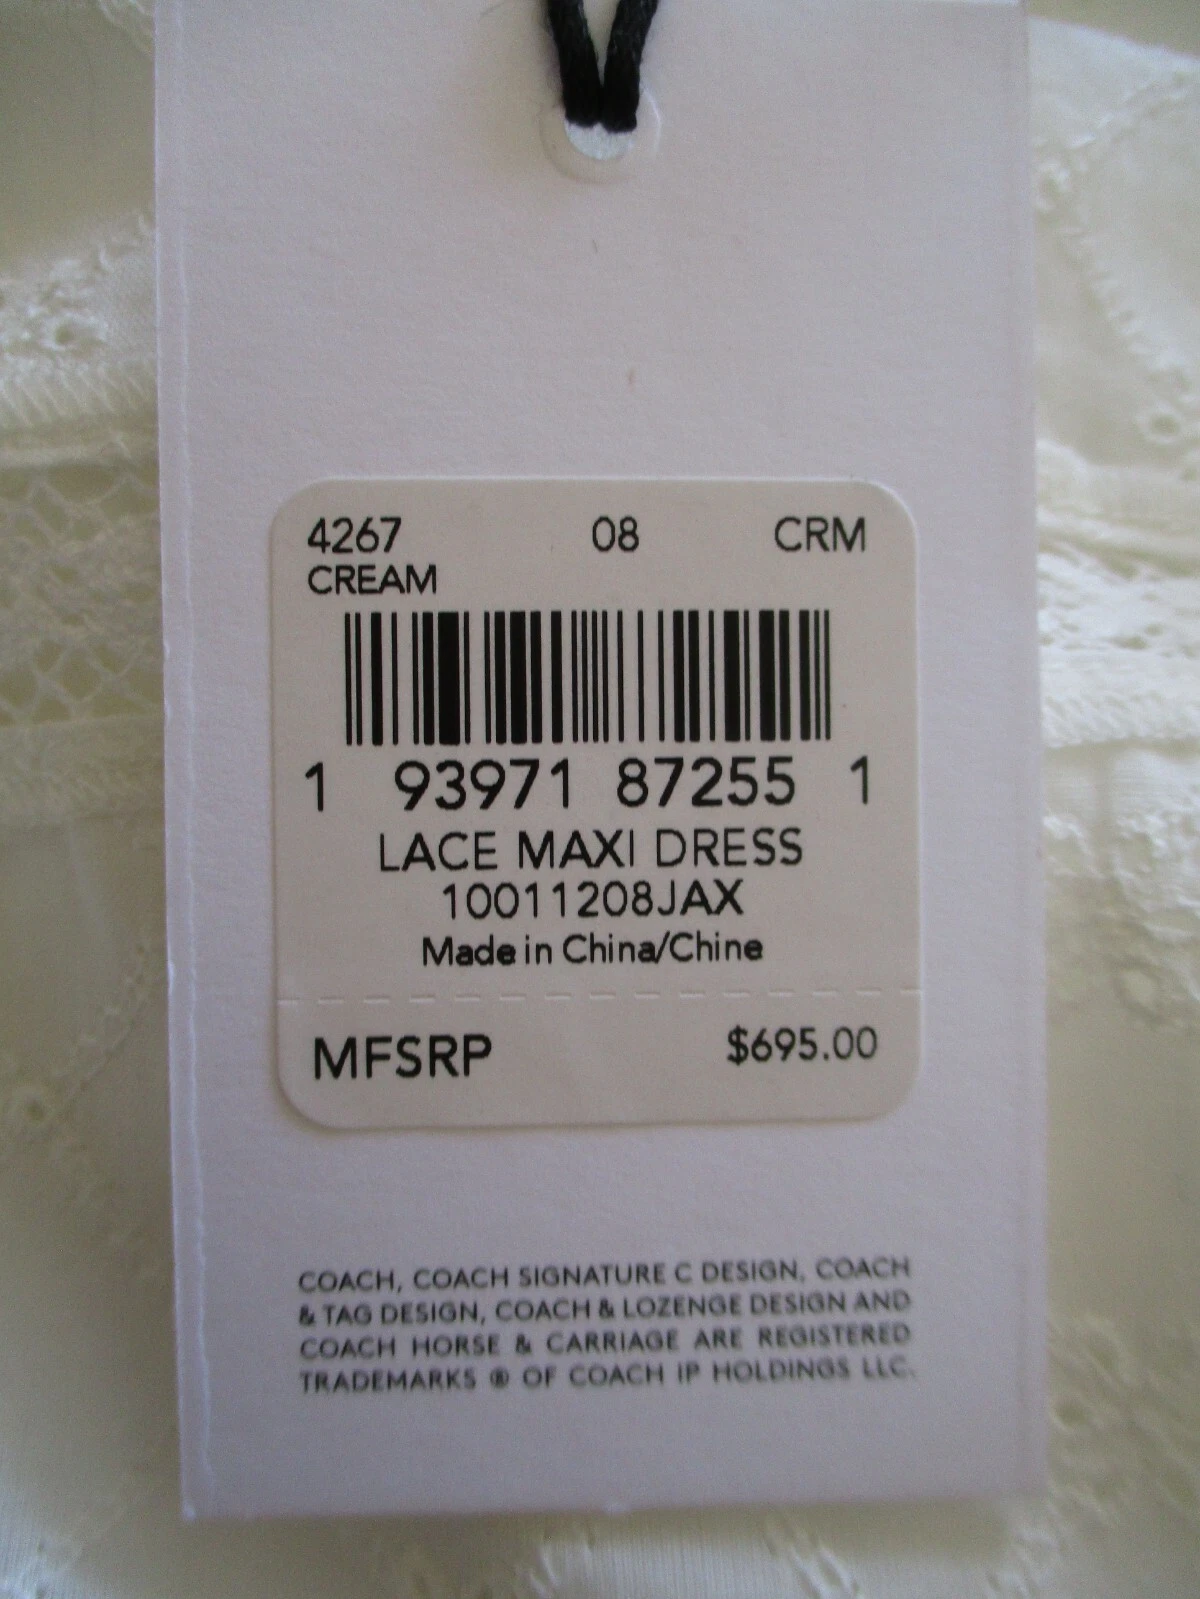 4267 08 CRM
CREAM
1 93971 87255 1
LACE MAXI DRESS
10011208JAX
Made in China/Chine
MFSRP $695.00
COACH, COACH SIGNATURE C DESIGN, COACH
& TAG DESIGN, COACH & LOZENGE DESIGN AND
COACH HORSE & CARRIAGE ARE REGISTERED
TRADEMARKS ® OF COACH IP HOLDINGS LLC.